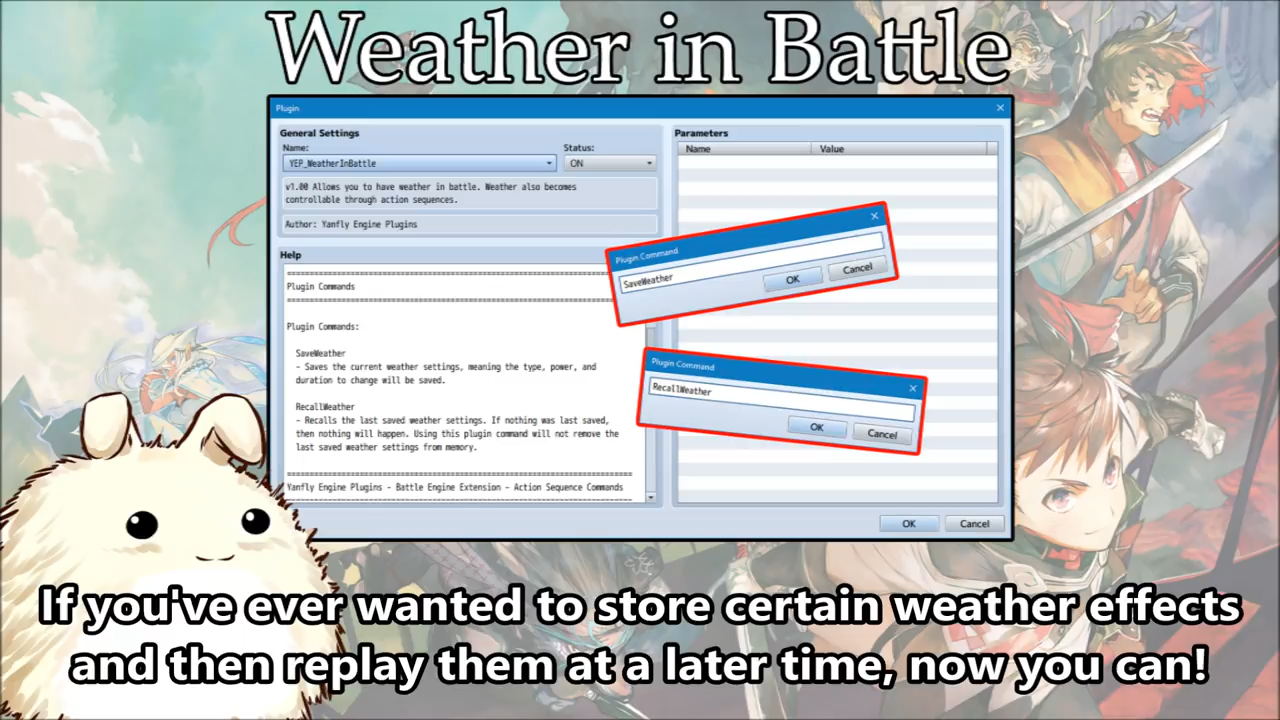 Weather in Battle
Plugin
General Settings
Name:
Status:
YEP_WeatherInBattle
ON
v1.00 Allows you to have weather in battle. Weather also becomes
controllable through action sequences.
Author: Yanfly Engine Plugins
Help
================================================
Plugin Commands
================================================
Plugin Commands:
SaveWeather
- Saves the current weather settings, meaning the type, power, and
duration to change will be saved.
RecallWeather
- Recalls the last saved weather settings. If nothing was last saved,
then nothing will happen. Using this plugin command will not remove the
last saved weather settings from memory.
================================================
Yanfly Engine Plugins - Battle Engine Extension - Action Sequence Commands
================================================
Parameters
Name
Value
Plugin Command
SaveWeather
OK
Cancel
Plugin Command
RecallWeather
OK
Cancel
OK
Cancel
If you've ever wanted to store certain weather effects
and then replay them at a later time, now you can!